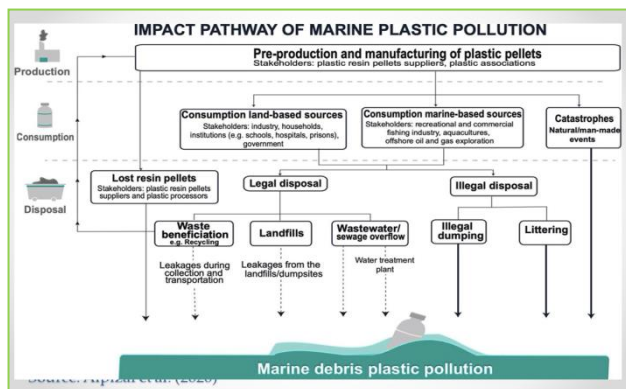 IMPACT PATHWAY OF MARINE PLASTIC POLLUTION
Pre-production and manufacturing of plastic pellets
Stakeholders: plastic resin pellets suppliers, plastic associations
Production
Consumption land-based sources
Stakeholders: industry, households,
institutions (e.g. schools, hospitals, prisons),
government
Consumption marine-based sources
Stakeholders: recreational and commercial
fishing industry, aquacultures,
offshore oil and gas exploration
Catastrophes
Natural/man-made
events
Consumption
Lost resin pellets
Stakeholders: plastic resin pellets
suppliers and plastic processors
Legal disposal
Illegal disposal
Disposal
Waste
beneficiation
e.g. Recycling
Landfills
Wastewater/
sewage overflow
Illegal
dumping
Littering
Leakages during
collection and
transportation
Leakages from the
landfills/dumpsites
Water treatment
plant
Marine debris plastic pollution
Source: Alpizar et al. (2020)